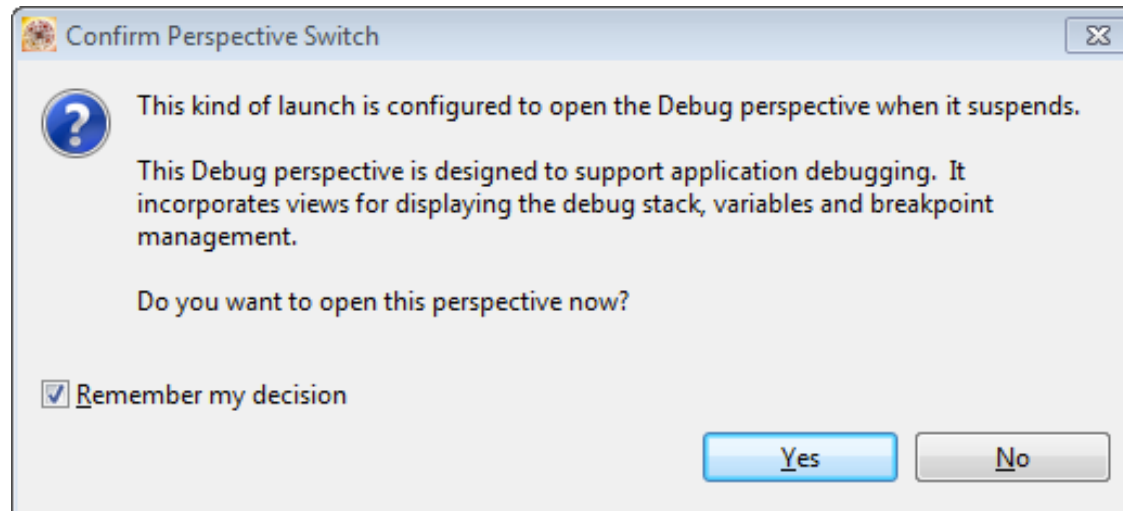 Confirm Perspective Switch
This kind of launch is configured to open the Debug perspective when it suspends.
This Debug perspective is designed to support application debugging.  It
incorporates views for displaying the debug stack, variables and breakpoint
management.
Do you want to open this perspective now?
Remember my decision
Yes
No